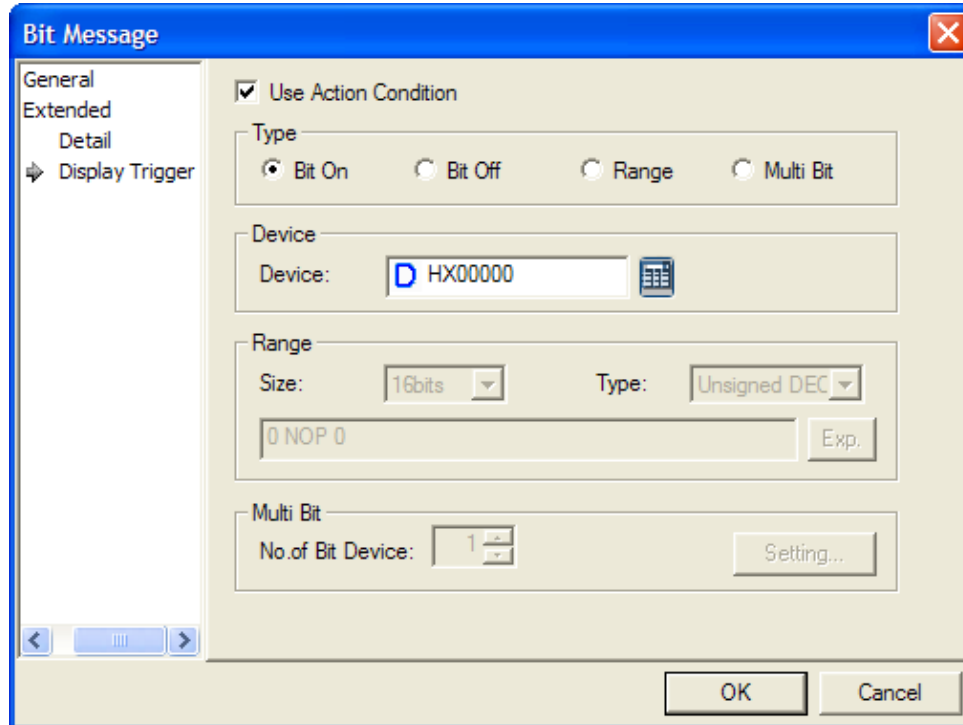 Bit Message
General
Extended
Detail
Display Trigger
Use Action Condition
Type
Bit On Bit Off Range Multi Bit
Device
Device: D HX00000
Range
Size: 16bits Type: Unsigned DEC
0 NOP 0 Exp.
Multi Bit
No.of Bit Device: 1 Setting...
OK Cancel